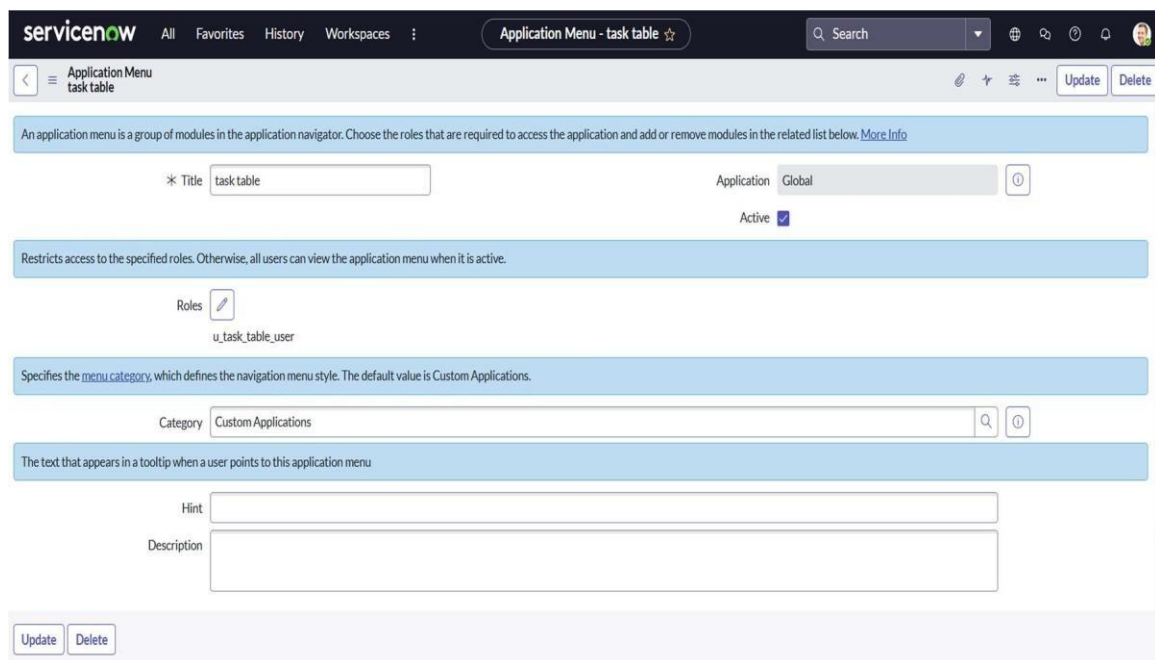 servicenow All Favorites History Workspaces Application Menu - task table Search
Application Menu
task table
Update Delete
An application menu is a group of modules in the application navigator. Choose the roles that are required to access the application and add or remove modules in the related list below. More Info
* Title task table Application Global
Active
Restricts access to the specified roles. Otherwise, all users can view the application menu when it is active.
Roles
u_task_table_user
Specifies the menu category, which defines the navigation menu style. The default value is Custom Applications.
Category Custom Applications
The text that appears in a tooltip when a user points to this application menu
Hint
Description
Update Delete